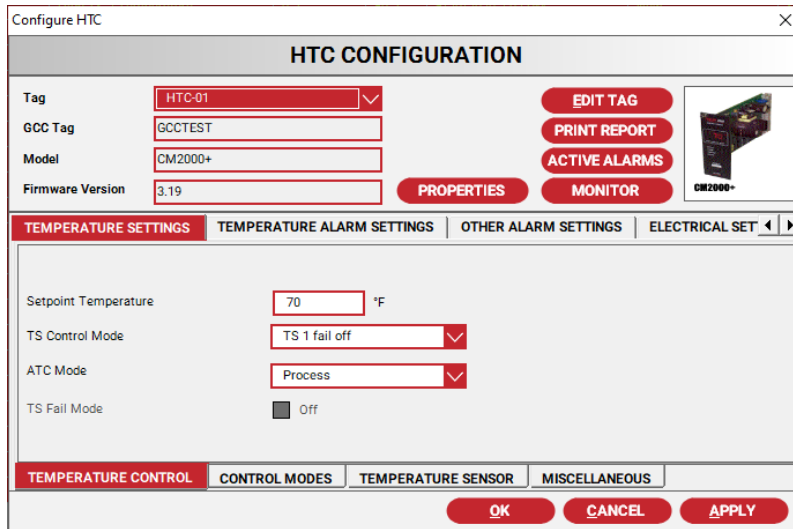 Configure HTC
HTC CONFIGURATION
Tag HTC-01 EDIT TAG
GCC Tag GCCTEST PRINT REPORT
Model CM2000+ ACTIVE ALARMS
Firmware Version 3.19 PROPERTIES MONITOR
CM2000+
TEMPERATURE SETTINGS TEMPERATURE ALARM SETTINGS OTHER ALARM SETTINGS ELECTRICAL SET
Setpoint Temperature 70 °F
TS Control Mode TS 1 fail off
ATC Mode Process
TS Fail Mode Off
TEMPERATURE CONTROL CONTROL MODES TEMPERATURE SENSOR MISCELLANEOUS
OK CANCEL APPLY